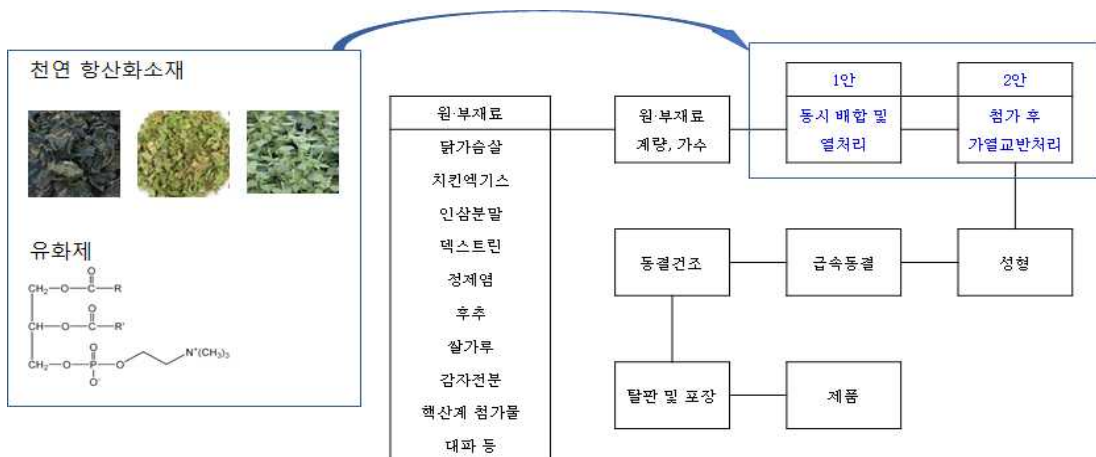 천연 항산화소재
유화제
O
CH₂—O—C—R
O
CH—O—C—R'
O
CH₂—O—P—O
N⁺(CH₃)₃
O⁻
원·부재료
닭가슴살
치킨엑기스
인삼분말
덱스트린
정제염
후추
쌀가루
감자전분
핵산계 첨가물
대파 등
원·부재료
계량, 가수
1안
동시 배합 및
열처리
2안
첨가 후
가열교반처리
성형
급속동결
동결건조
탈판 및 포장
제품